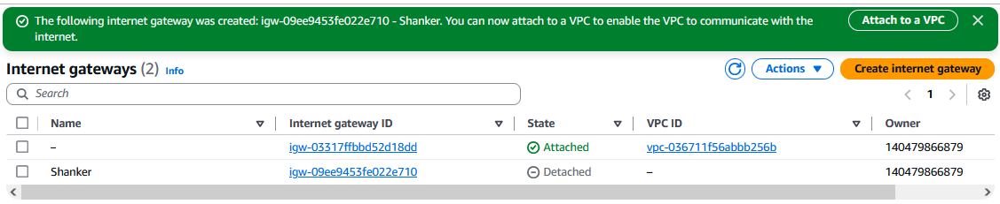 The following internet gateway was created: igw-09ee9453fe022e710 - Shanker. You can now attach to a VPC to enable the VPC to communicate with the
internet.
Attach to a VPC
Internet gateways (2) Info
Actions
Create internet gateway
Search
1
Name Internet gateway ID State VPC ID Owner
– igw-03317ffbbd52d18dd Attached vpc-036711f56abbb256b 140479866879
Shanker igw-09ee9453fe022e710 Detached – 140479866879